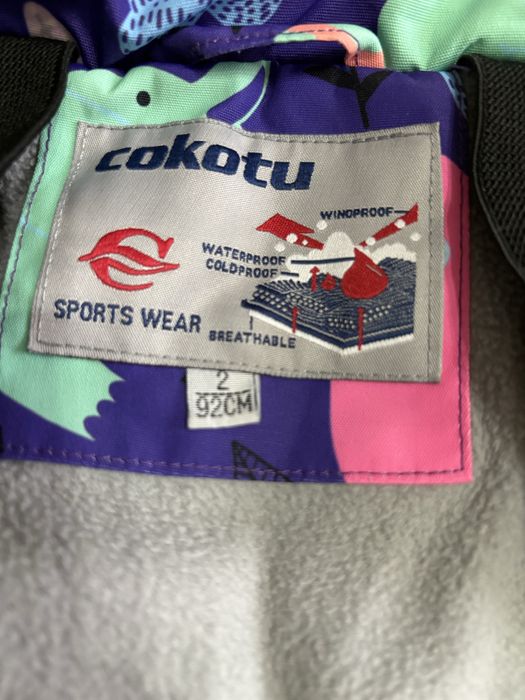 cokotu
WINDPROOF
WATERPROOF
COLDPROOF
SPORTS WEAR
BREATHABLE
2
92CM